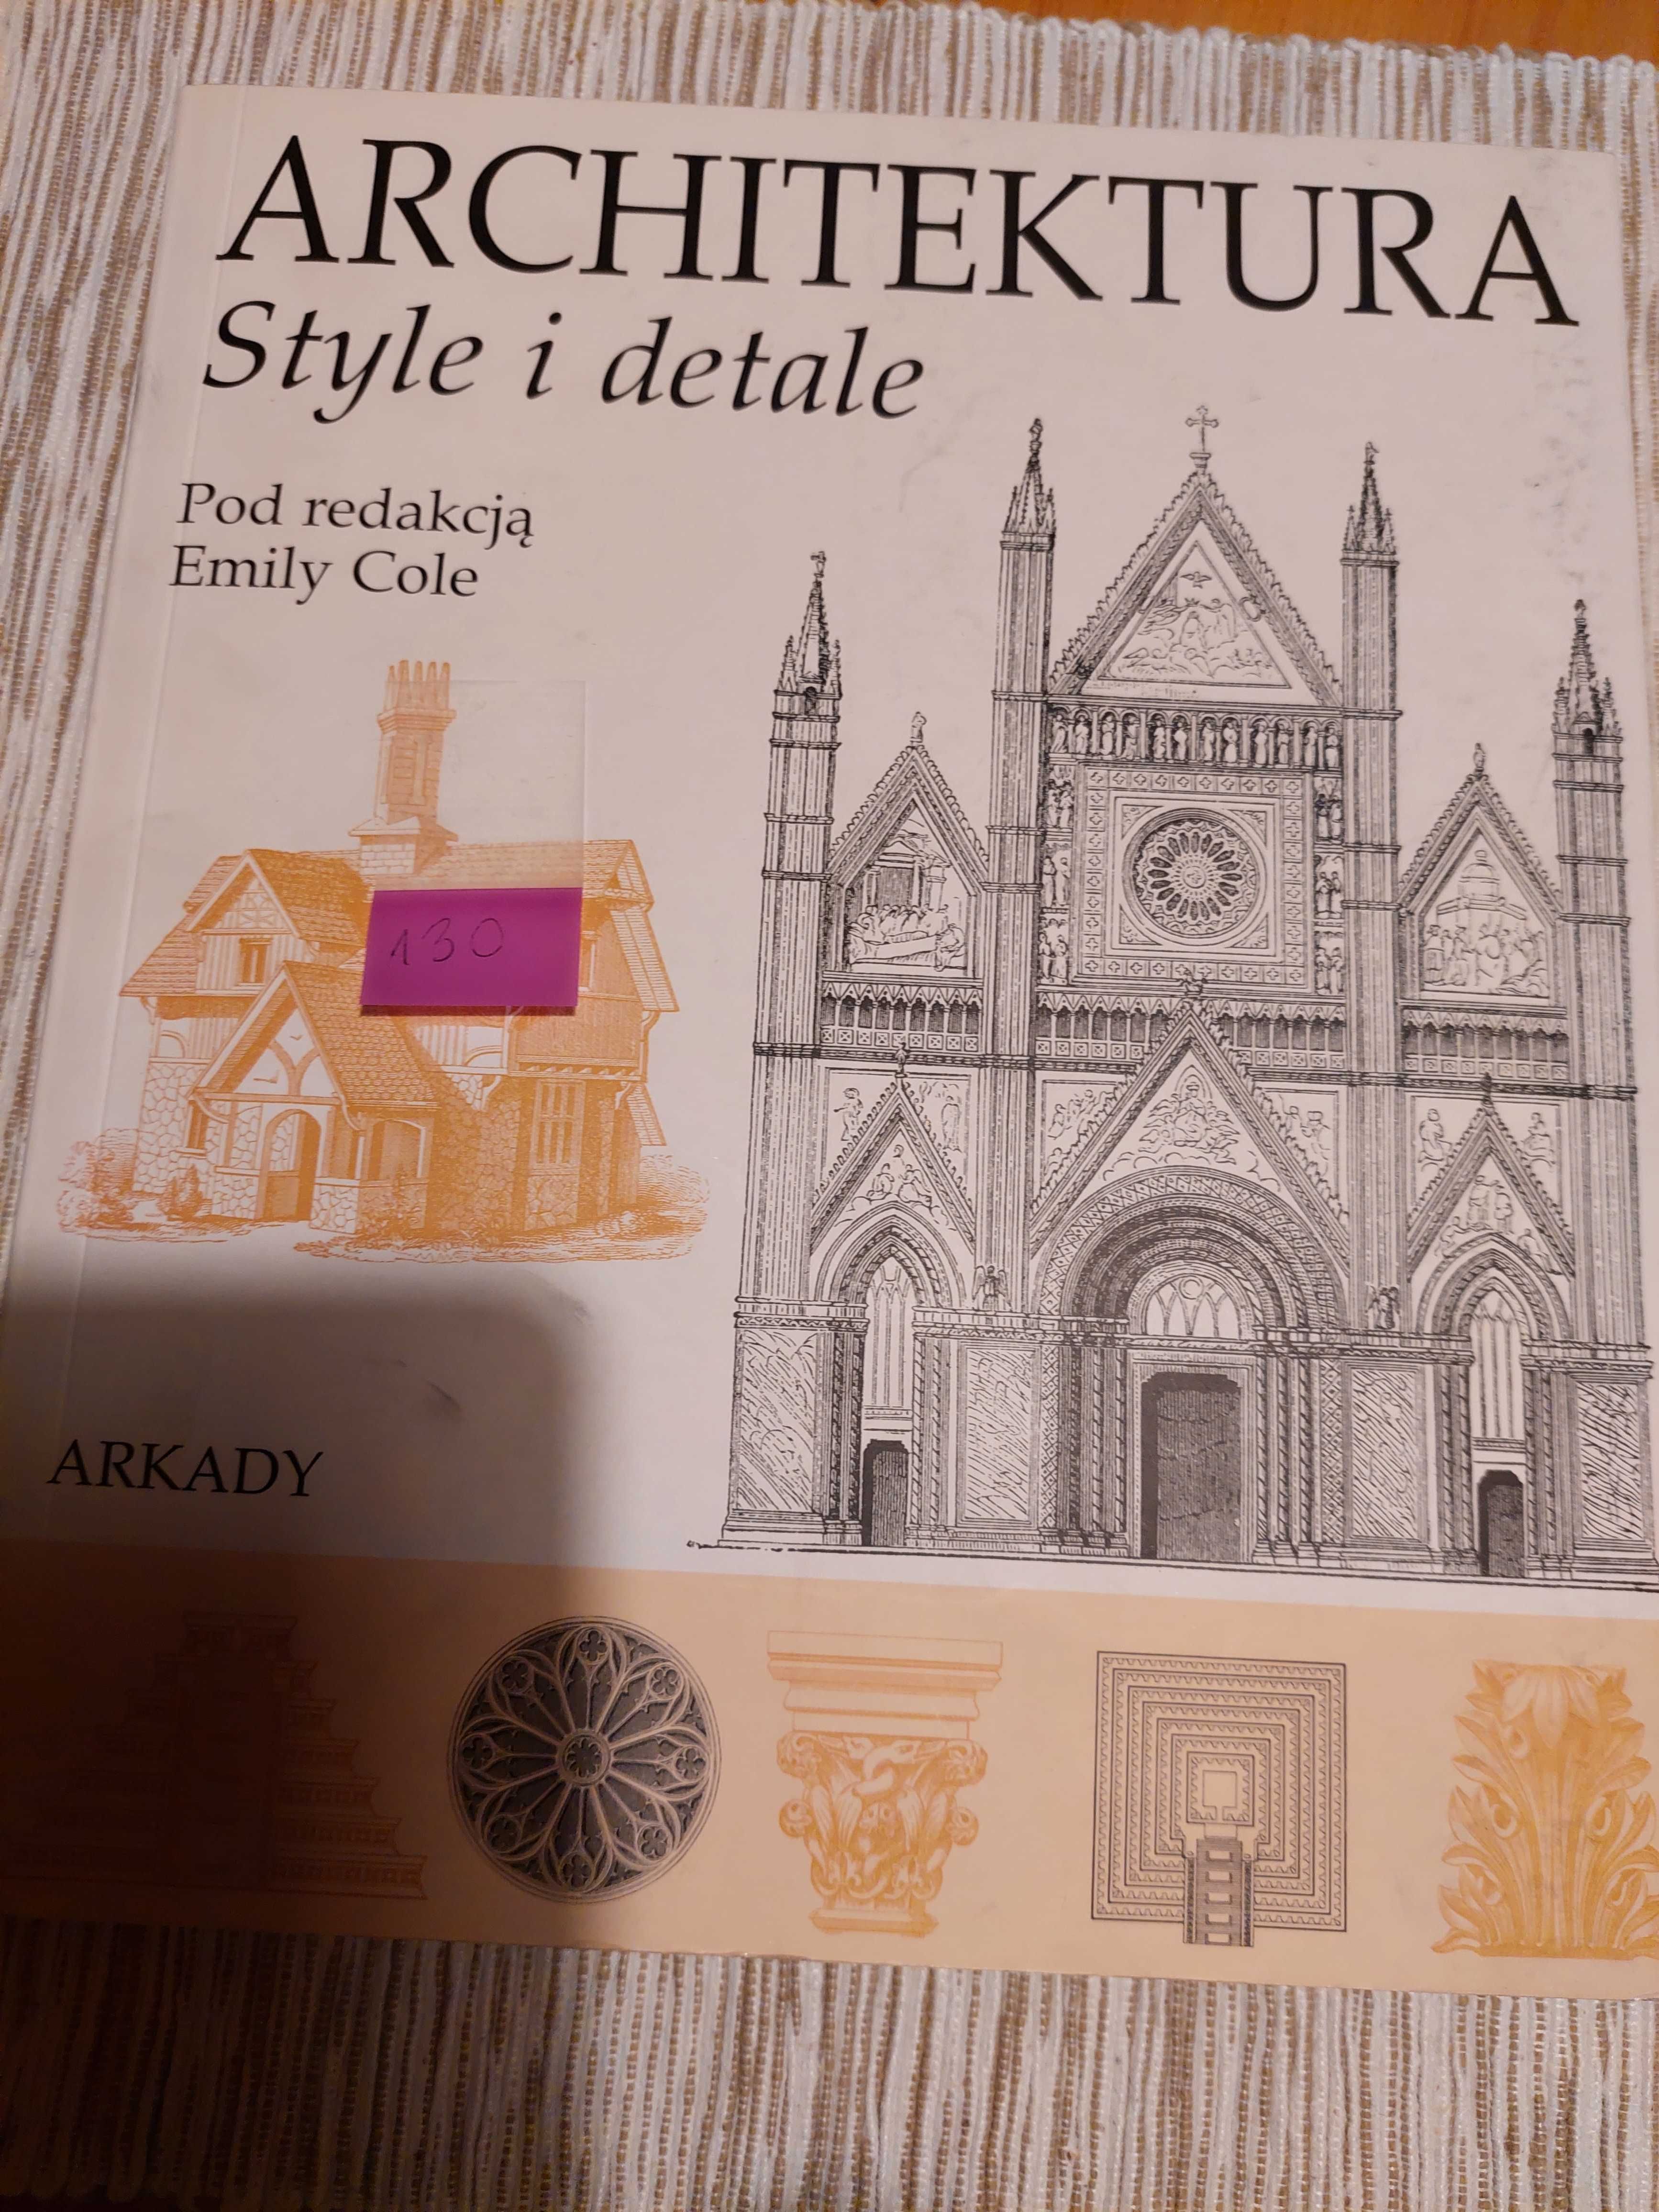 ARCHITEKTURA
Style i detale
Pod redakcją
Emily Cole
130
ARKADY